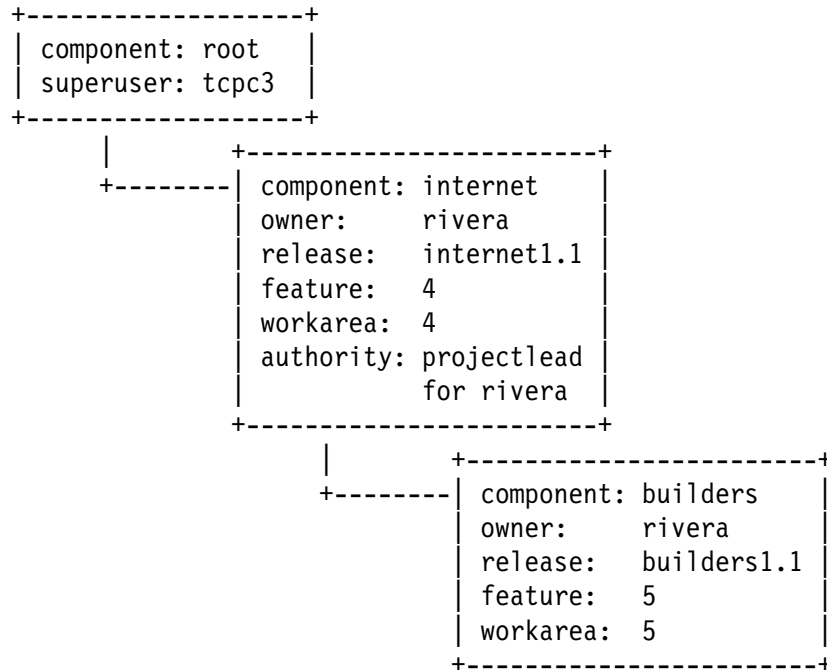 component: root
superuser: tcpc3
component: internet
owner: rivera
release: internet1.1
feature: 4
workarea: 4
authority: projectlead
for rivera
component: builders
owner: rivera
release: builders1.1
feature: 5
workarea: 5